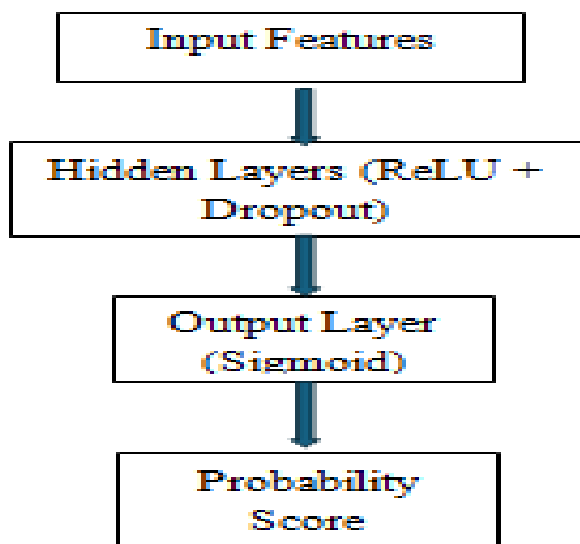 Input Features
Hidden Layers (ReLU +
Dropout)
Output Layer
(Sigmoid)
Probability
Score